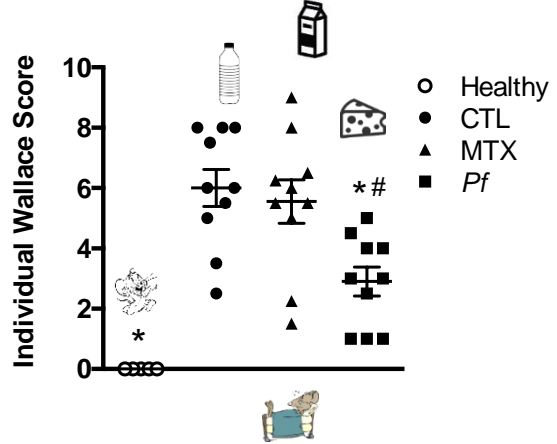 Individual Wallace Score
10
8
6
4
2
0
*
* #
Healthy
CTL
MTX
Pf